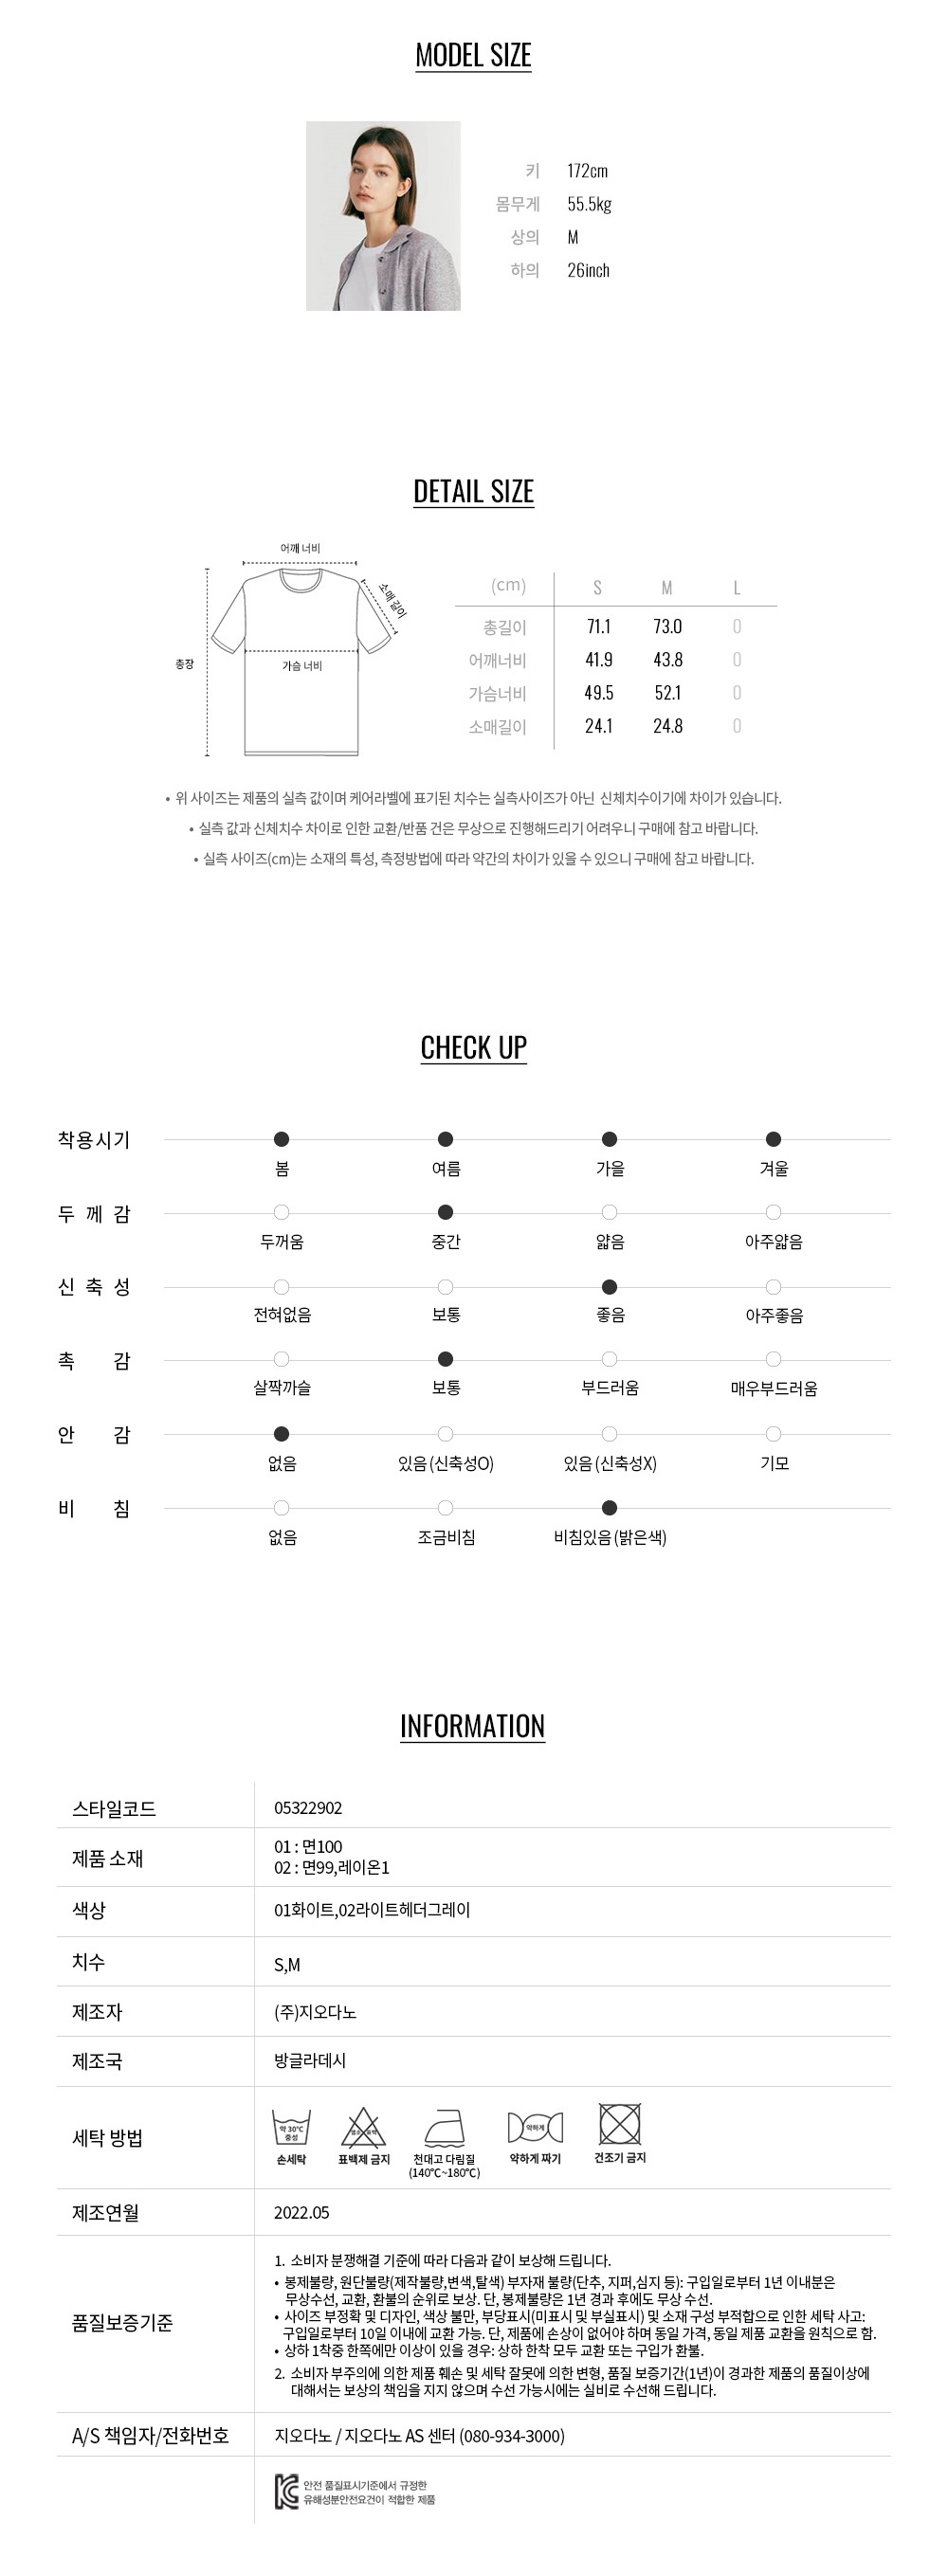 MODEL SIZE
키 172cm
몸무게 55.5kg
상의 M
하의 26inch
DETAIL SIZE
어깨 너비
소매 길이
총장
가슴 너비
(cm) S M L
총길이 71.1 73.0 0
어깨너비 41.9 43.8 0
가슴너비 49.5 52.1 0
소매길이 24.1 24.8 0
• 위 사이즈는 제품의 실측 값이며 케어라벨에 표기된 치수는 실측사이즈가 아닌 신체치수이기에 차이가 있습니다.
• 실측 값과 신체치수 차이로 인한 교환/반품 건은 무상으로 진행해드리기 어려우니 구매에 참고 바랍니다.
• 실측 사이즈(cm)는 소재의 특성, 측정방법에 따라 약간의 차이가 있을 수 있으니 구매에 참고 바랍니다.
CHECK UP
착용시기
봄 여름 가을 겨울
두께감
두꺼움 중간 얇음 아주얇음
신축성
전혀없음 보통 좋음 아주좋음
촉감
살짝까슬 보통 부드러움 매우부드러움
안감
없음 있음(신축성O) 있음(신축성X) 기모
비침
없음 조금비침 비침있음(밝은색)
INFORMATION
스타일코드 05322902
제품 소재
01 : 면100
02 : 면99,레이온1
색상 01화이트,02라이트헤더그레이
치수 S,M
제조자 (주)지오다노
제조국 방글라데시
세탁 방법
약 30℃
중성
약하게
손세탁 표백제 금지 천대고 다림질 약하게 짜기 건조기 금지
(140℃~180℃)
제조연월 2022.05
품질보증기준
1. 소비자 분쟁해결 기준에 따라 다음과 같이 보상해 드립니다.
• 봉제불량, 원단불량(제작불량,변색,탈색) 부자재 불량(단추, 지퍼,심지 등): 구입일로부터 1년 이내분은
무상수선, 교환, 환불의 순위로 보상. 단, 봉제불량은 1년 경과 후에도 무상 수선.
• 사이즈 부정확 및 디자인, 색상 불만, 부당표시(미표시 및 부실표시) 및 소재 구성 부적합으로 인한 세탁 사고:
구입일로부터 10일 이내에 교환 가능. 단, 제품에 손상이 없어야 하며 동일 가격, 동일 제품 교환을 원칙으로 함.
• 상하 1착중 한쪽에만 이상이 있을 경우: 상하 한착 모두 교환 또는 구입가 환불.
2. 소비자 부주의에 의한 제품 훼손 및 세탁 잘못에 의한 변형, 품질 보증기간(1년)이 경과한 제품의 품질이상에
대해서는 보상의 책임을 지지 않으며 수선 가능시에는 실비로 수선해 드립니다.
A/S 책임자/전화번호 지오다노 / 지오다노 AS 센터 (080-934-3000)
안전 품질표시기준에서 규정한
유해성분안전요건이 적합한 제품